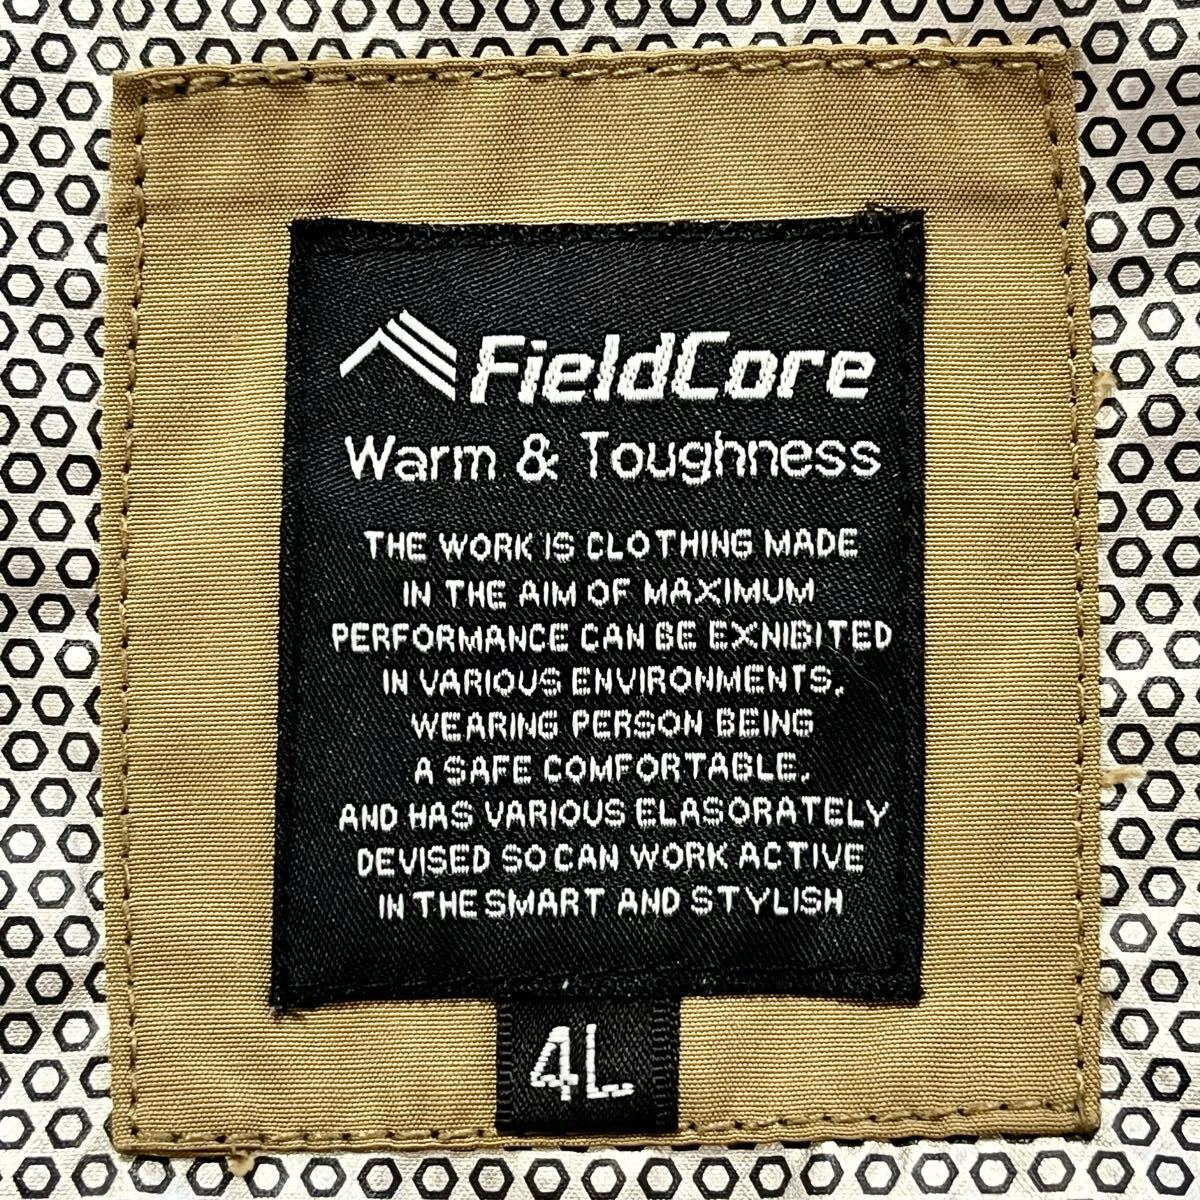 FieldCore
Warm & Toughness
THE WORK IS CLOTHING MADE
IN THE AIM OF MAXIMUM
PERFORMANCE CAN BE EXNIBITED
IN VARIOUS ENVIRONMENTS,
WEARING PERSON BEING
A SAFE COMFORTABLE,
AND HAS VARIOUS ELASORATELY
DEVISED SO CAN WORK ACTIVE
IN THE SMART AND STYLISH
4L